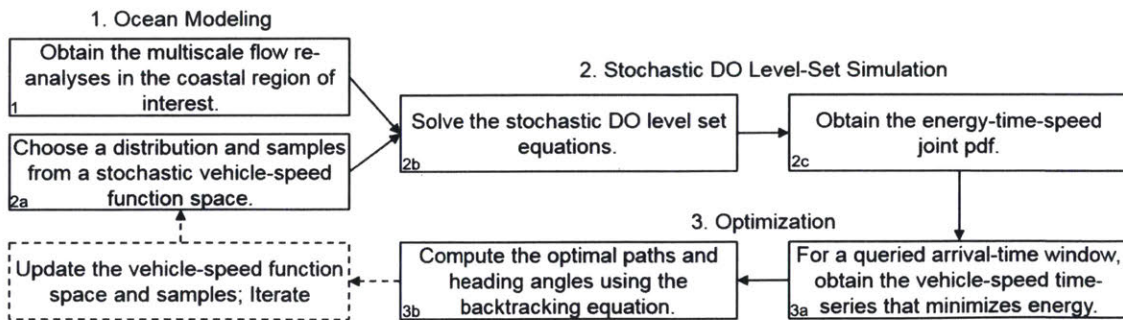 1. Ocean Modeling
Obtain the multiscale flow re-
analyses in the coastal region of
interest.
1
Choose a distribution and samples
from a stochastic vehicle-speed
function space.
2a
2. Stochastic DO Level-Set Simulation
Solve the stochastic DO level set
equations.
2b
Obtain the energy-time-speed
joint pdf.
2c
3. Optimization
For a queried arrival-time window,
obtain the vehicle-speed time-
series that minimizes energy.
3a
Compute the optimal paths and
heading angles using the
backtracking equation.
3b
Update the vehicle-speed function
space and samples; Iterate